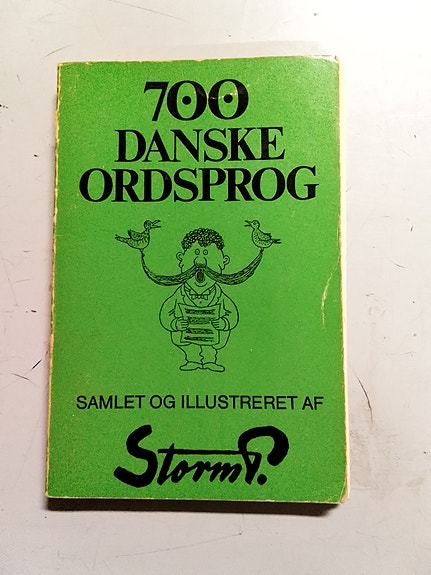 700
DANSKE
ORDSPROG
SAMLET OG ILLUSTRERET AF
Storm P.